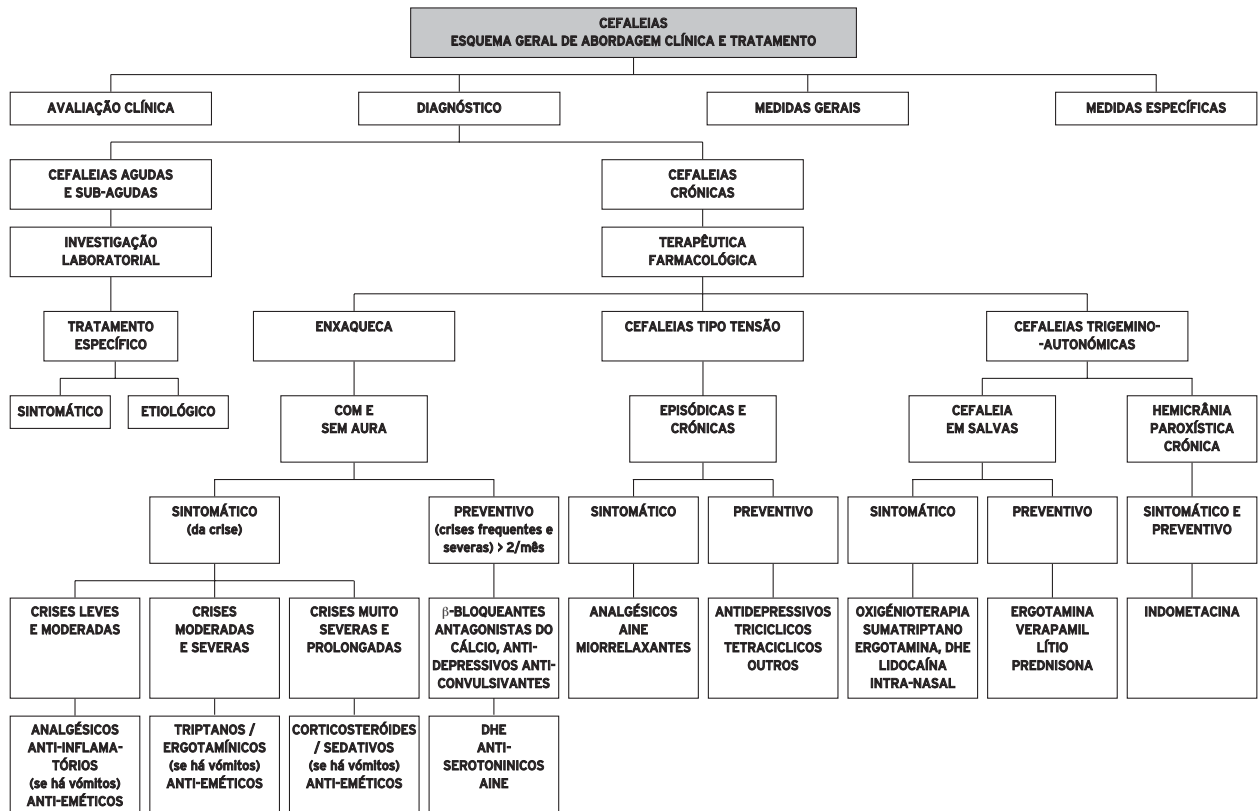 CEFALEIAS
ESQUEMA GERAL DE ABORDAGEM CLÍNICA E TRATAMENTO
AVALIAÇÃO CLÍNICA
DIAGNÓSTICO
MEDIDAS GERAIS
MEDIDAS ESPECÍFICAS
CEFALEIAS AGUDAS
E SUB-AGUDAS
CEFALEIAS
CRÓNICAS
INVESTIGAÇÃO
LABORATORIAL
TERAPÊUTICA
FARMACOLÓGICA
TRATAMENTO
ESPECÍFICO
ENXAQUECA
CEFALEIAS TIPO TENSÃO
CEFALEIAS TRIGEMINO-
-AUTONÓMICAS
SINTOMÁTICO
ETIOLÓGICO
COM E
SEM AURA
EPISÓDICAS E
CRÓNICAS
CEFALEIA
EM SALVAS
HEMICRÂNIA
PAROXÍSTICA
CRÓNICA
SINTOMÁTICO
(da crise)
PREVENTIVO
(crises frequentes e
severas) > 2/mês
SINTOMÁTICO
PREVENTIVO
SINTOMÁTICO
PREVENTIVO
SINTOMÁTICO E
PREVENTIVO
CRISES LEVES
E MODERADAS
CRISES
MODERADAS
E SEVERAS
CRISES MUITO
SEVERAS E
PROLONGADAS
β-BLOQUEANTES
ANTAGONISTAS DO
CÁLCIO, ANTI-
DEPRESSIVOS ANTI-
CONVULSIVANTES
ANALGÉSICOS
AINE
MIORRELAXANTES
ANTIDEPRESSIVOS
TRICICLICOS
TETRACICLICOS
OUTROS
OXIGÉNIOTERAPIA
SUMATRIPTANO
ERGOTAMINA, DHE
LIDOCAÍNA
INTRA-NASAL
ERGOTAMINA
VERAPAMIL
LÍTIO
PREDNISONA
INDOMETACINA
ANALGÉSICOS
ANTI-INFLAMA-
TÓRIOS
(se há vómitos)
ANTI-EMÉTICOS
TRIPTANOS /
ERGOTAMÍNICOS
(se há vómitos)
ANTI-EMÉTICOS
CORTICOSTERÓIDES
/ SEDATIVOS
(se há vómitos)
ANTI-EMÉTICOS
DHE
ANTI-
SEROTONINICOS
AINE